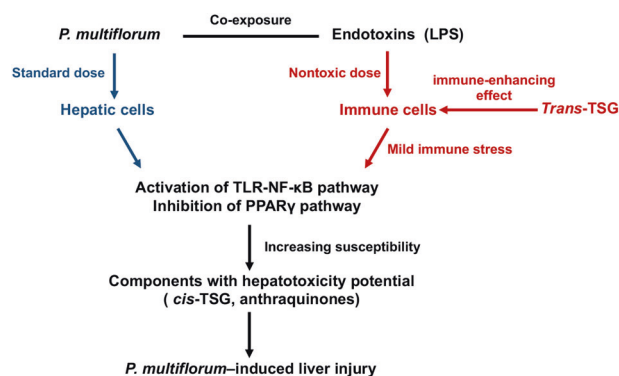 Co-exposure
P. multiflorum
Endotoxins (LPS)
Standard dose
Nontoxic dose
immune-enhancing
effect
Hepatic cells
Immune cells
Trans-TSG
Mild immune stress
Activation of TLR-NF-κB pathway
Inhibition of PPARγ pathway
Increasing susceptibility
Components with hepatotoxicity potential
( cis-TSG, anthraquinones)
P. multiflorum–induced liver injury